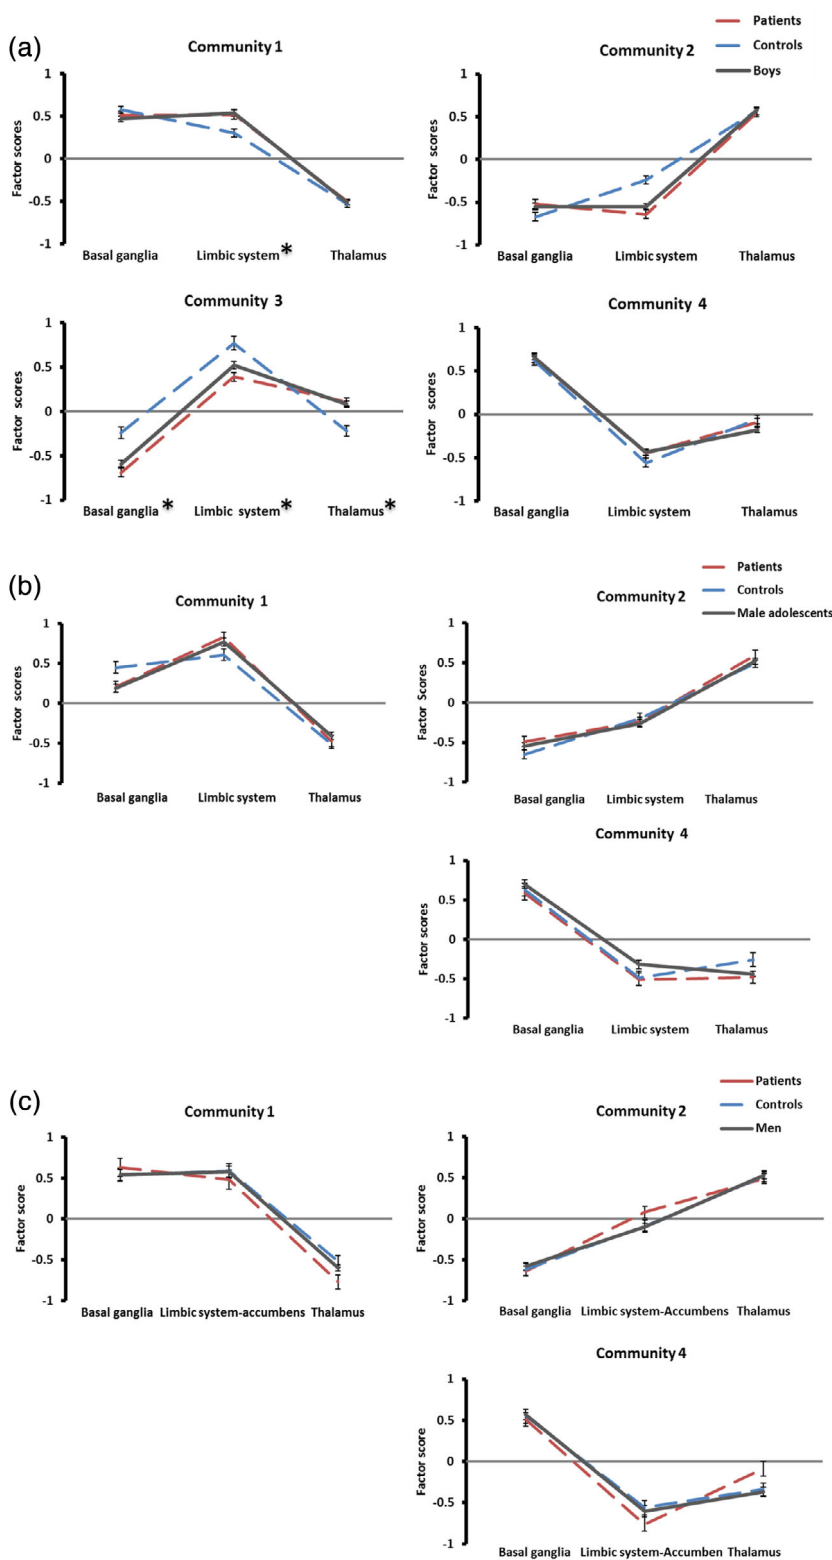 (a)
Patients
Controls
Boys
Community 1
Factor scores
1
0.5
0
-0.5
-1
Basal ganglia Limbic system* Thalamus
Community 2
Factor scores
1
0.5
0
-0.5
-1
Basal ganglia Limbic system Thalamus
Community 3
Factor scores
1
0.5
0
-0.5
-1
Basal ganglia* Limbic system* Thalamus*
Community 4
Factor scores
1
0.5
0
-0.5
-1
Basal ganglia Limbic system Thalamus
(b)
Patients
Controls
Male adolescents
Community 1
Factor Scores
1
0.5
0
-0.5
-1
Basal ganglia Limbic system Thalamus
Community 2
Factor Scores
1
0.5
0
-0.5
-1
Basal ganglia Limbic system Thalamus
Community 4
Factor scores
1
0.5
0
-0.5
-1
Basal ganglia Limbic system Thalamus
(c)
Patients
Controls
Men
Community 1
Factor score
1
0.5
0
-0.5
-1
Basal ganglia Limbic system-accumbens Thalamus
Community 2
Factor score
1
0.5
0
-0.5
-1
Basal ganglia Limbic system-Accumbens Thalamus
Community 4
Factor score
1
0.5
0
-0.5
-1
Basal ganglia Limbic system-Accumben Thalamus